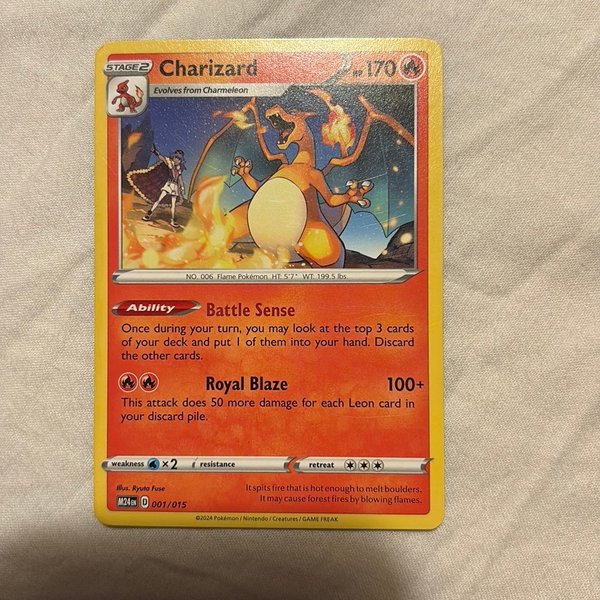 STAGE2 Charizard HP 170
Evolves from Charmeleon
NO. 006 Flame Pokémon HT: 5'7" WT: 199.5 lbs.
Ability Battle Sense
Once during your turn, you may look at the top 3 cards
of your deck and put 1 of them into your hand. Discard
the other cards.
Royal Blaze 100+
This attack does 50 more damage for each Leon card in
your discard pile.
weakness ×2 resistance retreat
Illus. Ryuta Fuse
It spits fire that is hot enough to melt boulders.
It may cause forest fires by blowing flames.
M24 EN D 001/015
©2024 Pokémon / Nintendo / Creatures / GAME FREAK